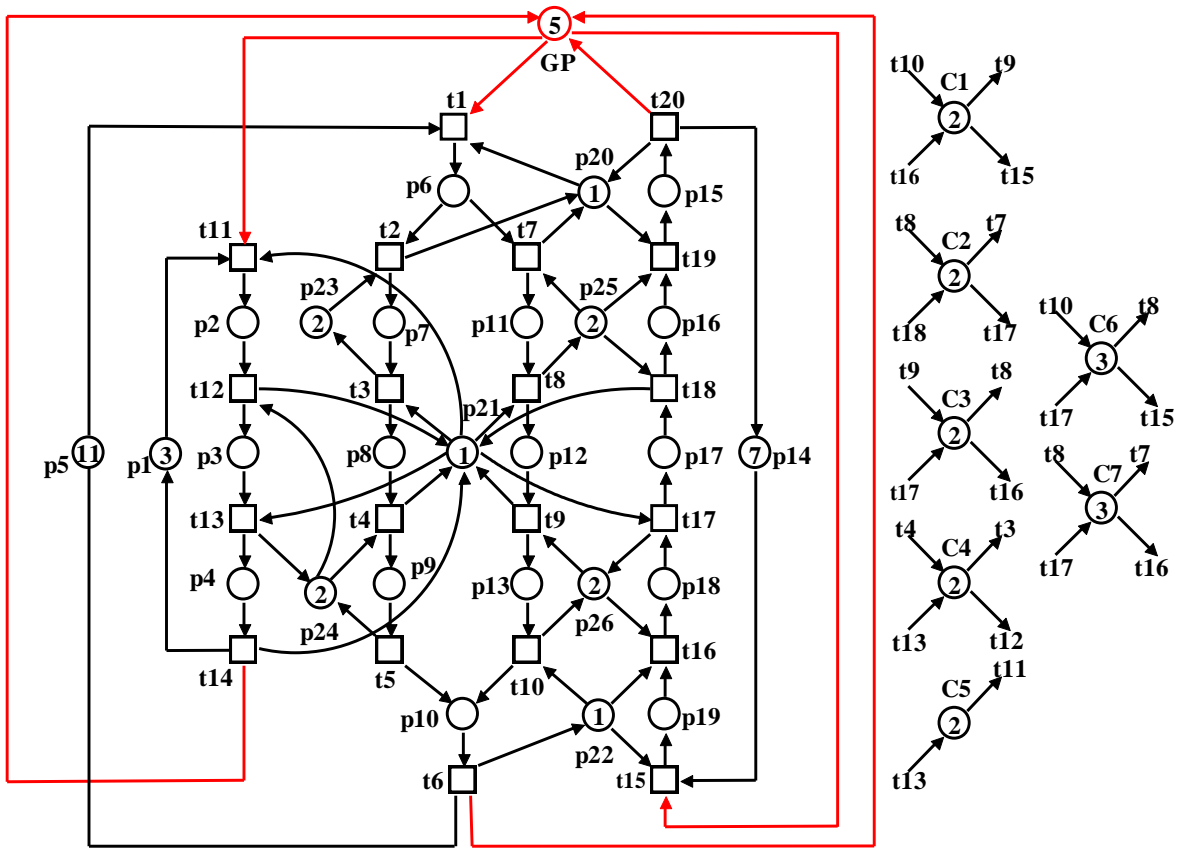 5
GP
t1 t20
t10 C1 t9
2
t16 t15
p20
p6 1 p15
t11 t2 t7 t19
t8 C2 t7
2
t18 t17
p23 p25
p2 2 p7 p11 2 p16
t10 C6 t8
3
t17 t15
t12 t3 p21 t8 t18
t9 C3 t8
2
t17 t16
p5 11 p1 3 p3 p8 1 p12 p17 7 p14
t8 C7 t7
3
t17 t16
t13 t4 t9 t17
t4 C4 t3
2
t13 t12
p4 2 p9 p13 2 p18
p24 p26
t14 t5 t10 t16
C5 t11
2
t13
p10 1 p19
p22
t6 t15